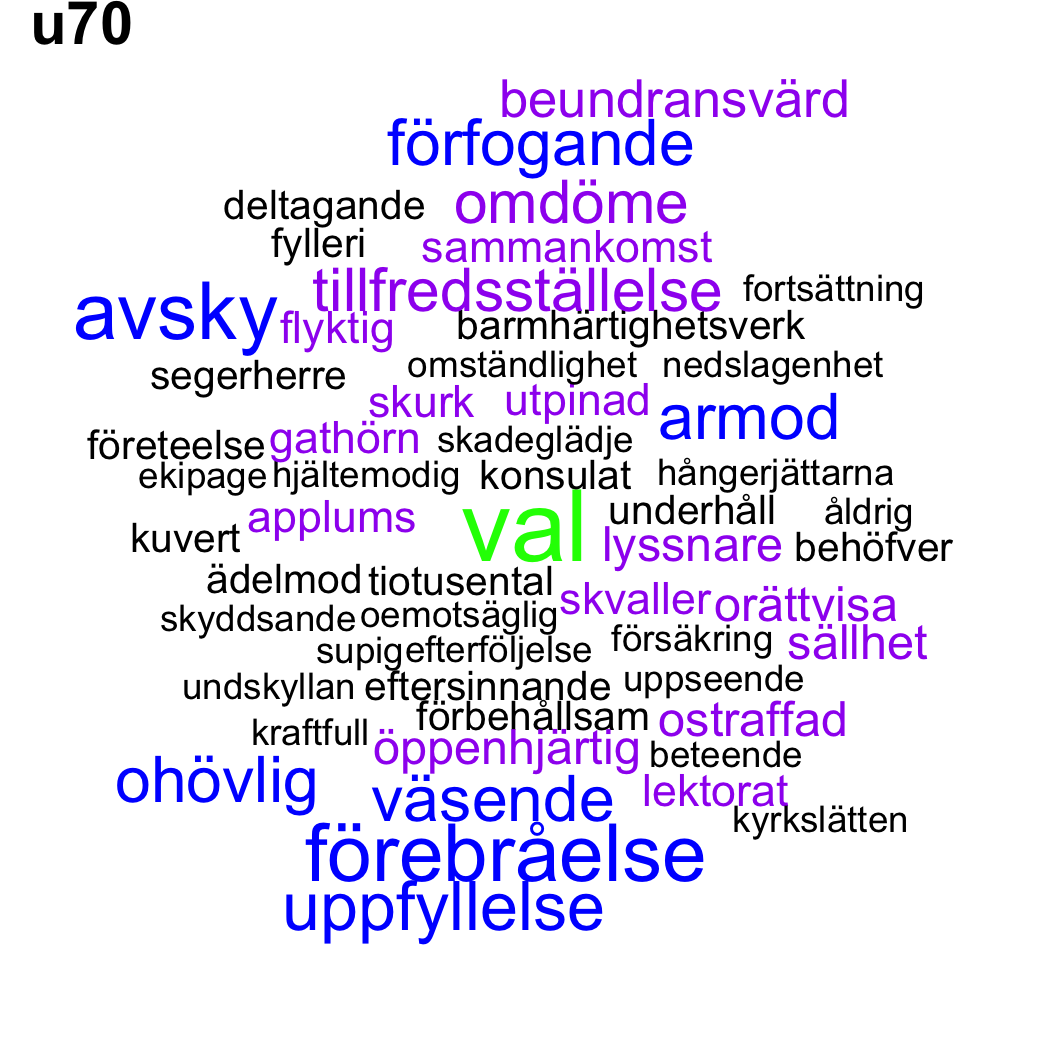 u70
beundransvärd
förfogande
deltagande omdöme
fylleri sammankomst
tillfredsställelse fortsättning
avsky flyktig barmhärtighetsverk
segerherre omständlighet nedslagenhet
skurk utpinad armod
företeelse gathörn skadeglädje
ekipage hjältemodig konsulat hångerjättarna
applums val underhåll åldrig
kuvert lyssnare behöfver
ädelmod tiotusental skvaller orättvisa
skyddsande oemotsäglig försäkring sällhet
supig efterföljelse
undskyllan eftersinnande uppseende
förbehållsam ostraffad
kraftfull öppenhjärtig beteende
ohövlig väsende lektorat
kyrkslätten
förebråelse
uppfyllelse